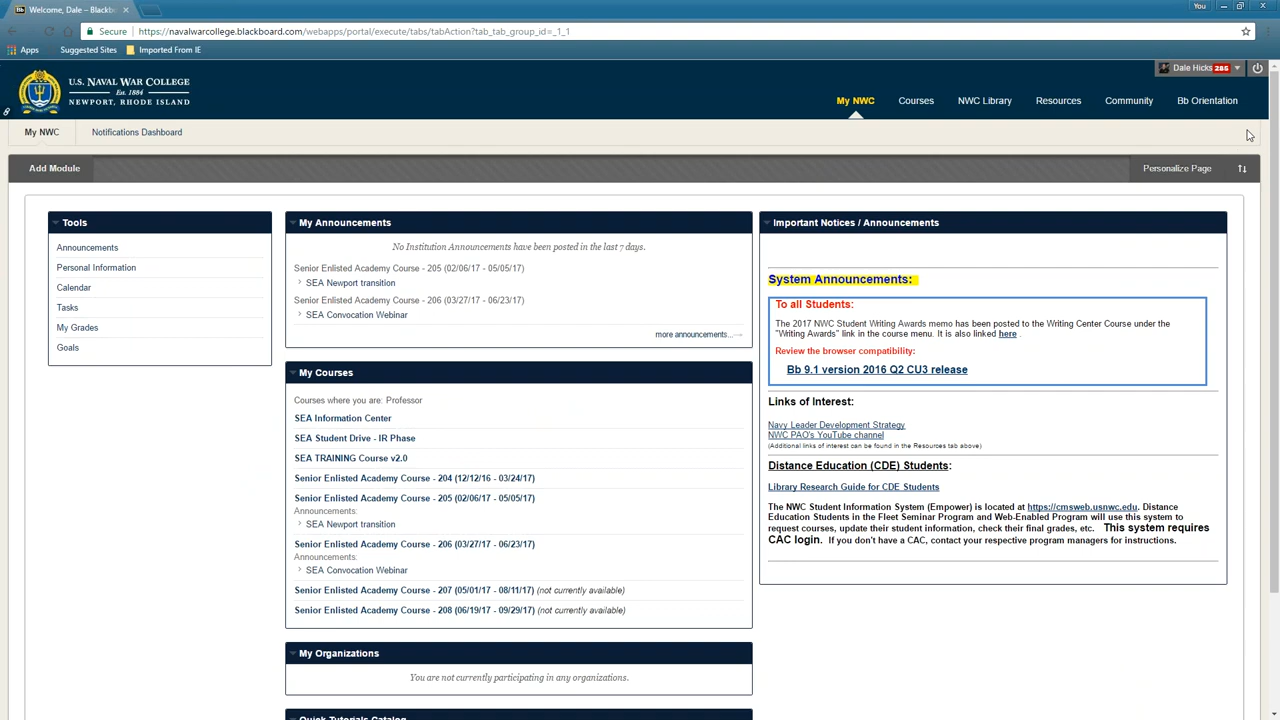 Welcome, Dale – Blackb
You
Secure
https://navalwarcollege.blackboard.com/webapps/portal/execute/tabs/tabAction?tab_tab_group_id=_1_1
Apps
Suggested Sites
Imported From IE
Dale Hicks 285
U.S. NAVAL WAR COLLEGE
Est. 1884
NEWPORT, RHODE ISLAND
My NWC
Courses
NWC Library
Resources
Community
Bb Orientation
My NWC
Notifications Dashboard
Add Module
Personalize Page
Tools
Announcements
Personal Information
Calendar
Tasks
My Grades
Goals
My Announcements
No Institution Announcements have been posted in the last 7 days.
Senior Enlisted Academy Course - 205 (02/06/17 - 05/05/17)
SEA Newport transition
Senior Enlisted Academy Course - 206 (03/27/17 - 06/23/17)
SEA Convocation Webinar
more announcements...
My Courses
Courses where you are: Professor
SEA Information Center
SEA Student Drive - IR Phase
SEA TRAINING Course v2.0
Senior Enlisted Academy Course - 204 (12/12/16 - 03/24/17)
Senior Enlisted Academy Course - 205 (02/06/17 - 05/05/17)
Announcements:
SEA Newport transition
Senior Enlisted Academy Course - 206 (03/27/17 - 06/23/17)
Announcements:
SEA Convocation Webinar
Senior Enlisted Academy Course - 207 (05/01/17 - 08/11/17) (not currently available)
Senior Enlisted Academy Course - 208 (06/19/17 - 09/29/17) (not currently available)
My Organizations
You are not currently participating in any organizations.
Quick Tutorials Catalog
Important Notices / Announcements
System Announcements:
To all Students:
The 2017 NWC Student Writing Awards memo has been posted to the Writing Center Course under the
"Writing Awards" link in the course menu. It is also linked here .
Review the browser compatibility:
Bb 9.1 version 2016 Q2 CU3 release
Links of Interest:
Navy Leader Development Strategy
NWC PAO's YouTube channel
(Additional links of interest can be found in the Resources tab above)
Distance Education (CDE) Students:
Library Research Guide for CDE Students
The NWC Student Information System (Empower) is located at https://cmsweb.usnwc.edu. Distance
Education Students in the Fleet Seminar Program and Web-Enabled Program will use this system to
request courses, update their student information, check their final grades, etc. This system requires
CAC login. If you don't have a CAC, contact your respective program managers for instructions.